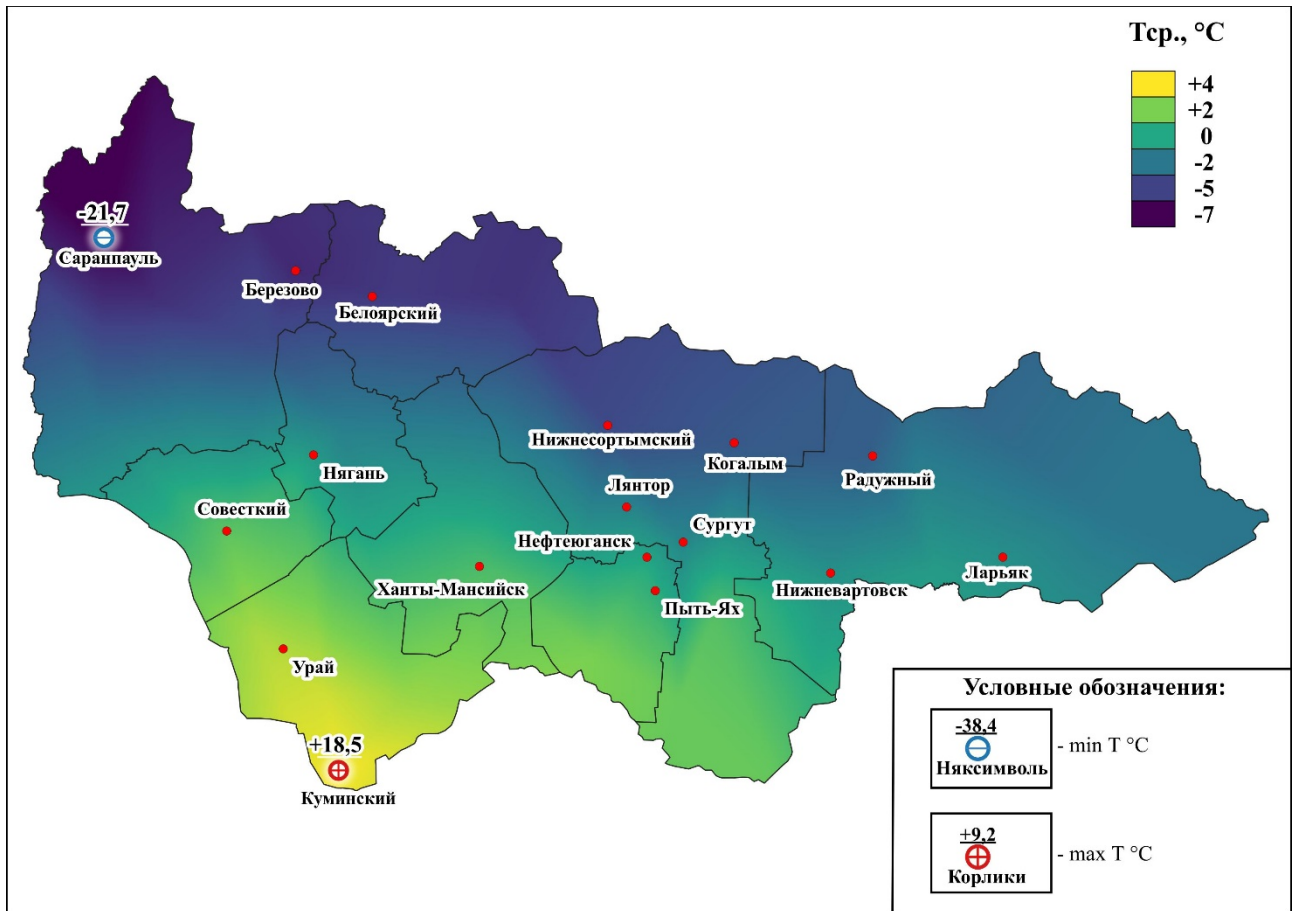 Тср., °C
+4
+2
0
-2
-5
-7
-21,7
Саранпауль
Березово
Белоярский
Нижнесортымский
Когалым
Радужный
Нягань
Лянтор
Совесткий
Сургут
Нефтеюганск
Ханты-Мансийск
Пыть-Ях
Нижневартовск
Ларьяк
Урай
+18,5
Куминский
Условные обозначения:
-38,4
Няксимволь
- min T °C
+9,2
Корлики
- max T °C